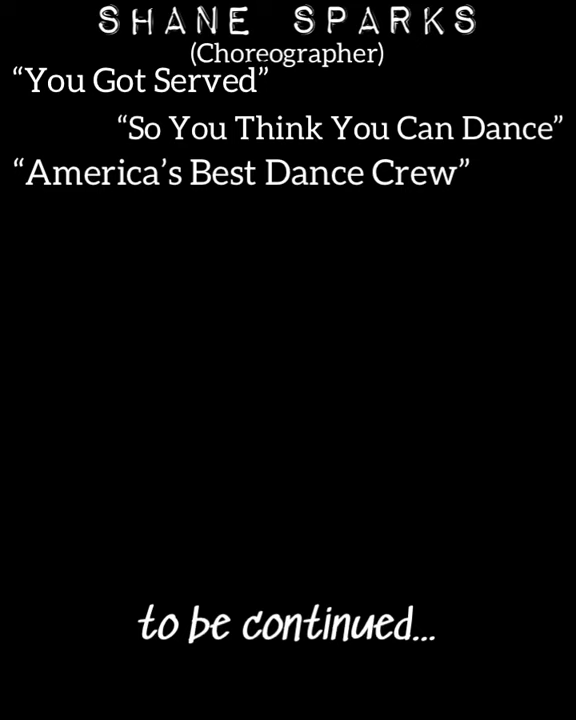 SHANE SPARKS
(Choreographer)
“You Got Served”
“So You Think You Can Dance”
“America’s Best Dance Crew”
to be continued...